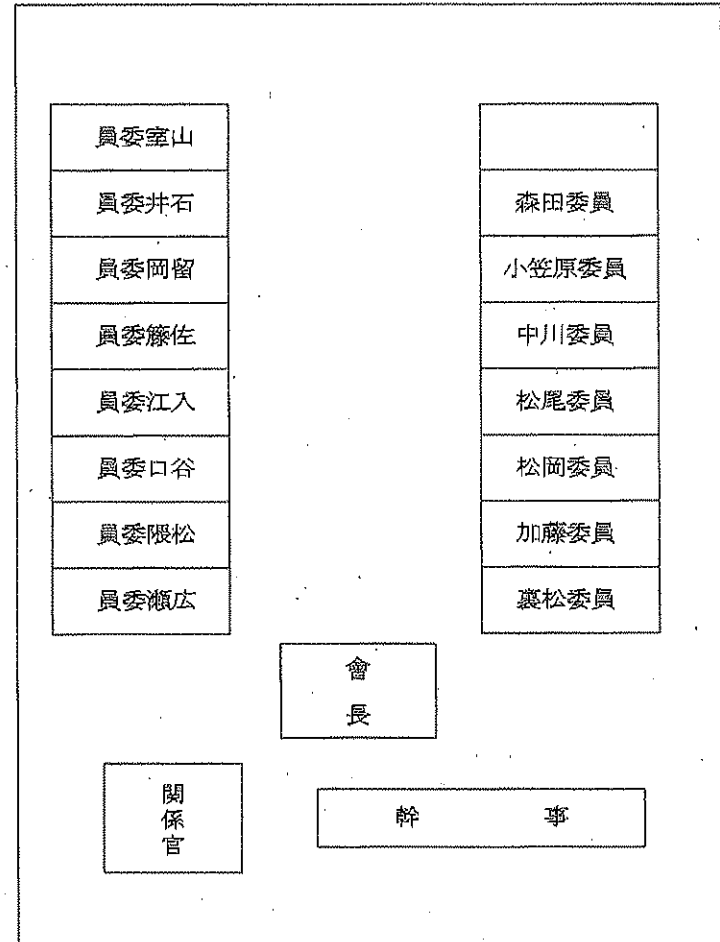 員委室山
員委井石
員委岡留
員委藤佐
員委江入
員委口谷
員委隈松
員委瀬広
森田委員
小笠原委員
中川委員
松尾委員
松岡委員
加藤委員
裏松委員
會長
関係官
幹事